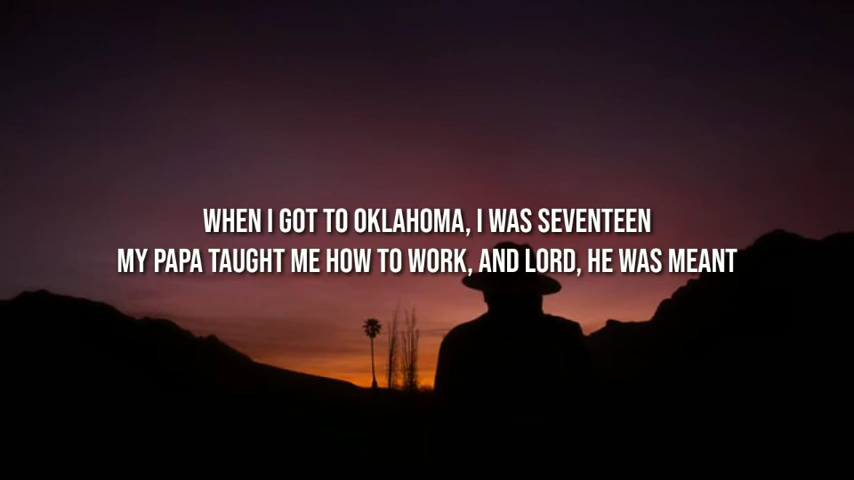 WHEN I GOT TO OKLAHOMA, I WAS SEVENTEEN
MY PAPA TAUGHT ME HOW TO WORK, AND LORD, HE WAS MEANT